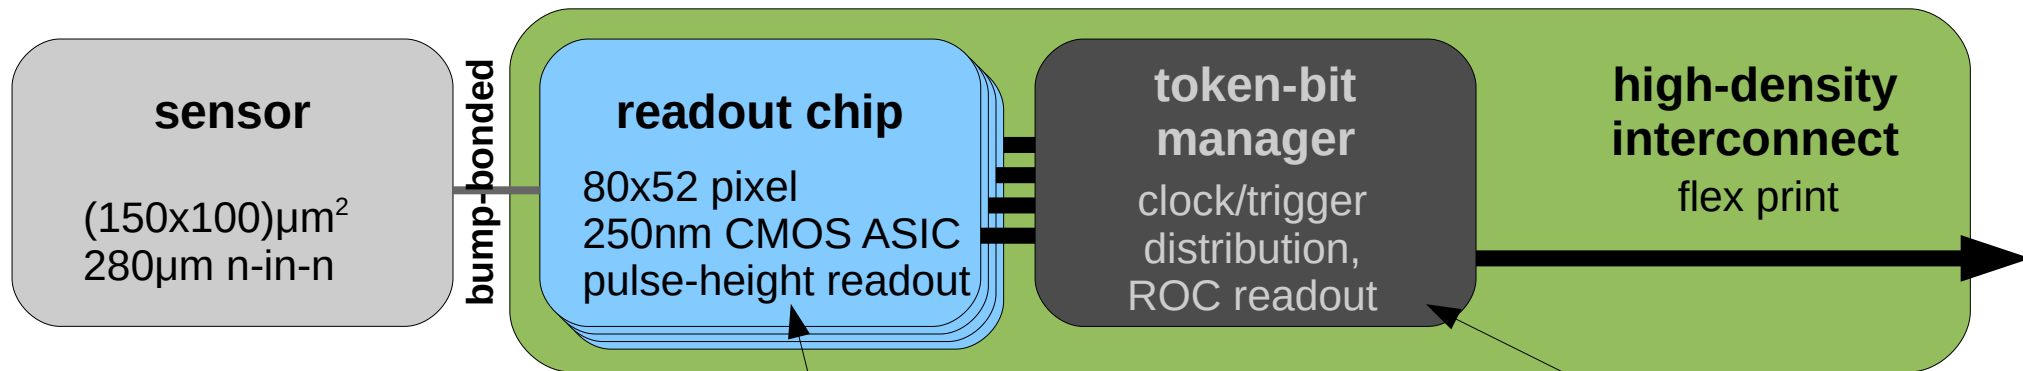 sensor
(150x100)µm²
280µm n-in-n
bump-bonded
readout chip
80x52 pixel
250nm CMOS ASIC
pulse-height readout
token-bit
manager
clock/trigger
distribution,
ROC readout
high-density
interconnect
flex print